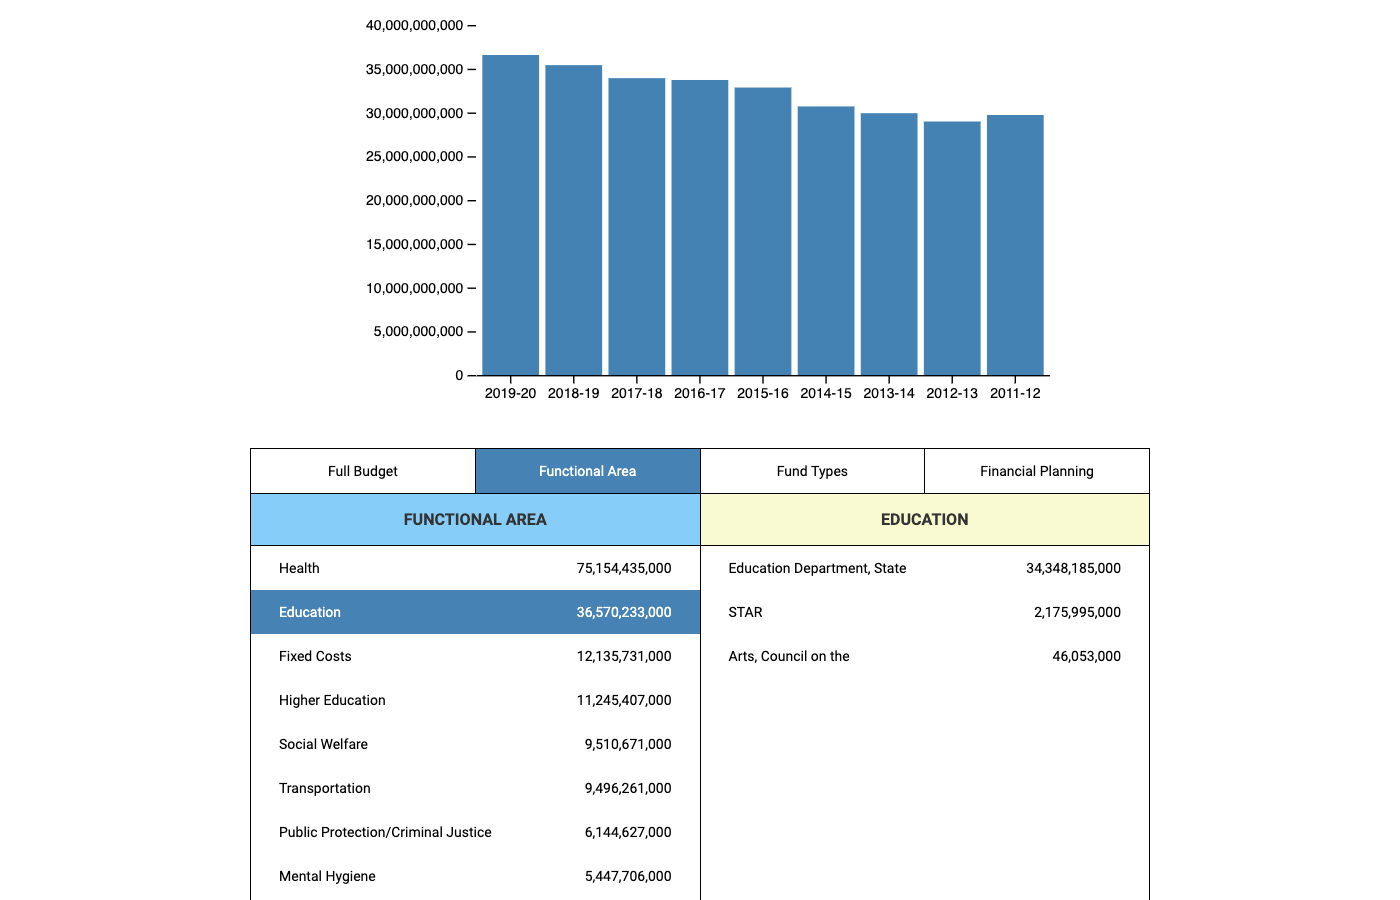 40,000,000,000
35,000,000,000
30,000,000,000
25,000,000,000
20,000,000,000
15,000,000,000
10,000,000,000
5,000,000,000
0
2019-20 2018-19 2017-18 2016-17 2015-16 2014-15 2013-14 2012-13 2011-12
Full Budget Functional Area Fund Types Financial Planning
FUNCTIONAL AREA EDUCATION
Health 75,154,435,000 Education Department, State 34,348,185,000
Education 36,570,233,000 STAR 2,175,995,000
Fixed Costs 12,135,731,000 Arts, Council on the 46,053,000
Higher Education 11,245,407,000
Social Welfare 9,510,671,000
Transportation 9,496,261,000
Public Protection/Criminal Justice 6,144,627,000
Mental Hygiene 5,447,706,000